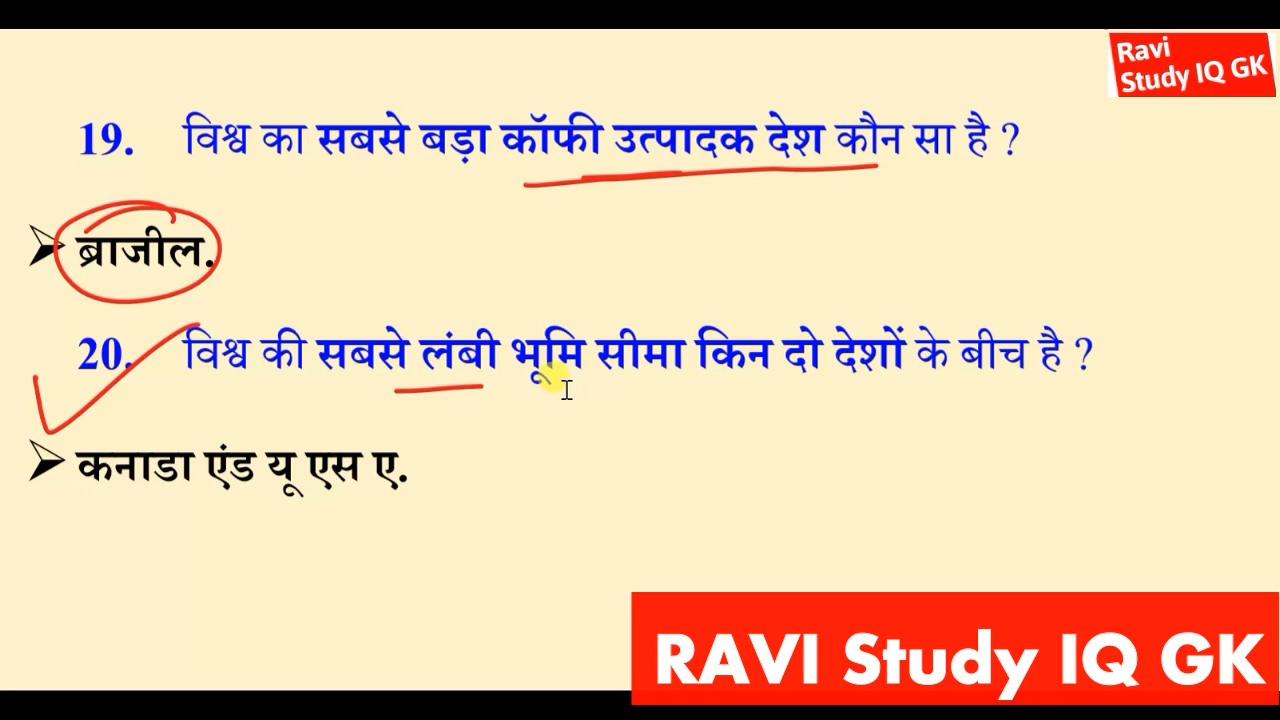 Ravi
Study IQ GK
19. विश्व का सबसे बड़ा कॉफी उत्पादक देश कौन सा है ?
ब्राजील.
20. विश्व की सबसे लंबी भूमि सीमा किन दो देशों के बीच है ?
कनाडा एंड यू एस ए.
RAVI Study IQ GK